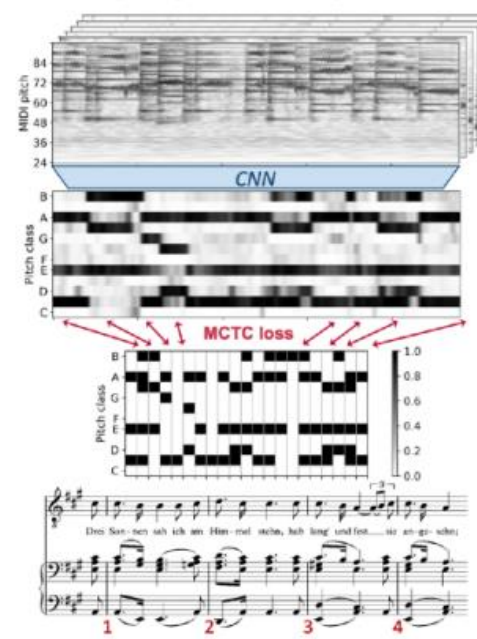 MIDI pitch
84
72
60
48
36
24
CNN
Pitch class
B
A
G
F
E
D
C
MCTC loss
Pitch class
B
A
G
F
E
D
C
1.0
0.8
0.6
0.4
0.2
0.0
3
Drei Son-nen sah ich am Him-mel stehn, hab lang' und fest sie an-ge-sehn;
1 2 3 4